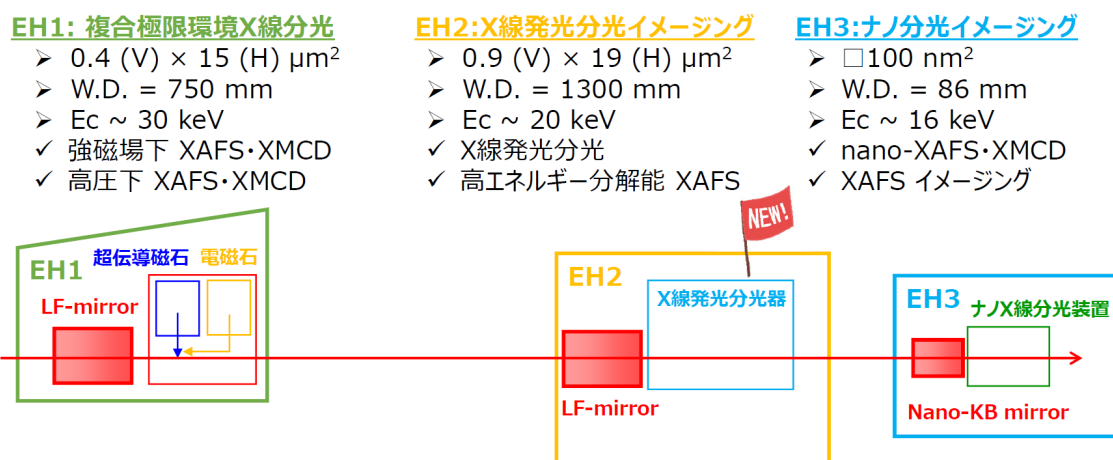 EH1: 複合極限環境X線分光
➢ 0.4 (V) × 15 (H) μm²
➢ W.D. = 750 mm
➢ Ec ~ 30 keV
✓ 強磁場下 XAFS・XMCD
✓ 高圧下 XAFS・XMCD
EH2:X線発光分光イメージング
➢ 0.9 (V) × 19 (H) μm²
➢ W.D. = 1300 mm
➢ Ec ~ 20 keV
✓ X線発光分光
✓ 高エネルギー分解能 XAFS
EH3:ナノ分光イメージング
➢ □100 nm²
➢ W.D. = 86 mm
➢ Ec ~ 16 keV
✓ nano-XAFS・XMCD
✓ XAFS イメージング
EH1
超伝導磁石
電磁石
LF-mirror
NEW!
EH2
X線発光分光器
LF-mirror
EH3
ナノX線分光装置
Nano-KB mirror